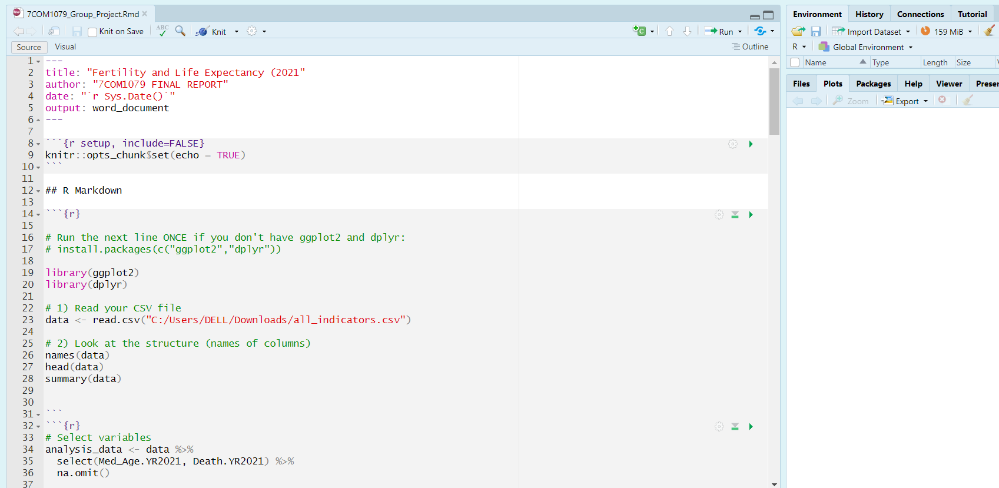 7COM1079_Group_Project.Rmd
Knit on Save
ABC
Knit
Run
Source
Visual
Outline
1 ---
2 title: "Fertility and Life Expectancy (2021"
3 author: "7COM1079 FINAL REPORT"
4 date: "`r Sys.Date()`"
5 output: word_document
6 ---
7
8 ```{r setup, include=FALSE}
9 knitr::opts_chunk$set(echo = TRUE)
10 ```
11
12 ## R Markdown
13
14 ```{r}
15
16 # Run the next line ONCE if you don't have ggplot2 and dplyr:
17 # install.packages(c("ggplot2","dplyr"))
18
19 library(ggplot2)
20 library(dplyr)
21
22 # 1) Read your CSV file
23 data <- read.csv("C:/Users/DELL/Downloads/all_indicators.csv")
24
25 # 2) Look at the structure (names of columns)
26 names(data)
27 head(data)
28 summary(data)
29
30
31 ```
32 ```{r}
33 # Select variables
34 analysis_data <- data %>%
35   select(Med_Age.YR2021, Death.YR2021) %>%
36   na.omit()
37
Environment History Connections Tutorial
Import Dataset 159 MiB
R Global Environment
Name Type Length Size
Files Plots Packages Help Viewer Presen
Zoom Export